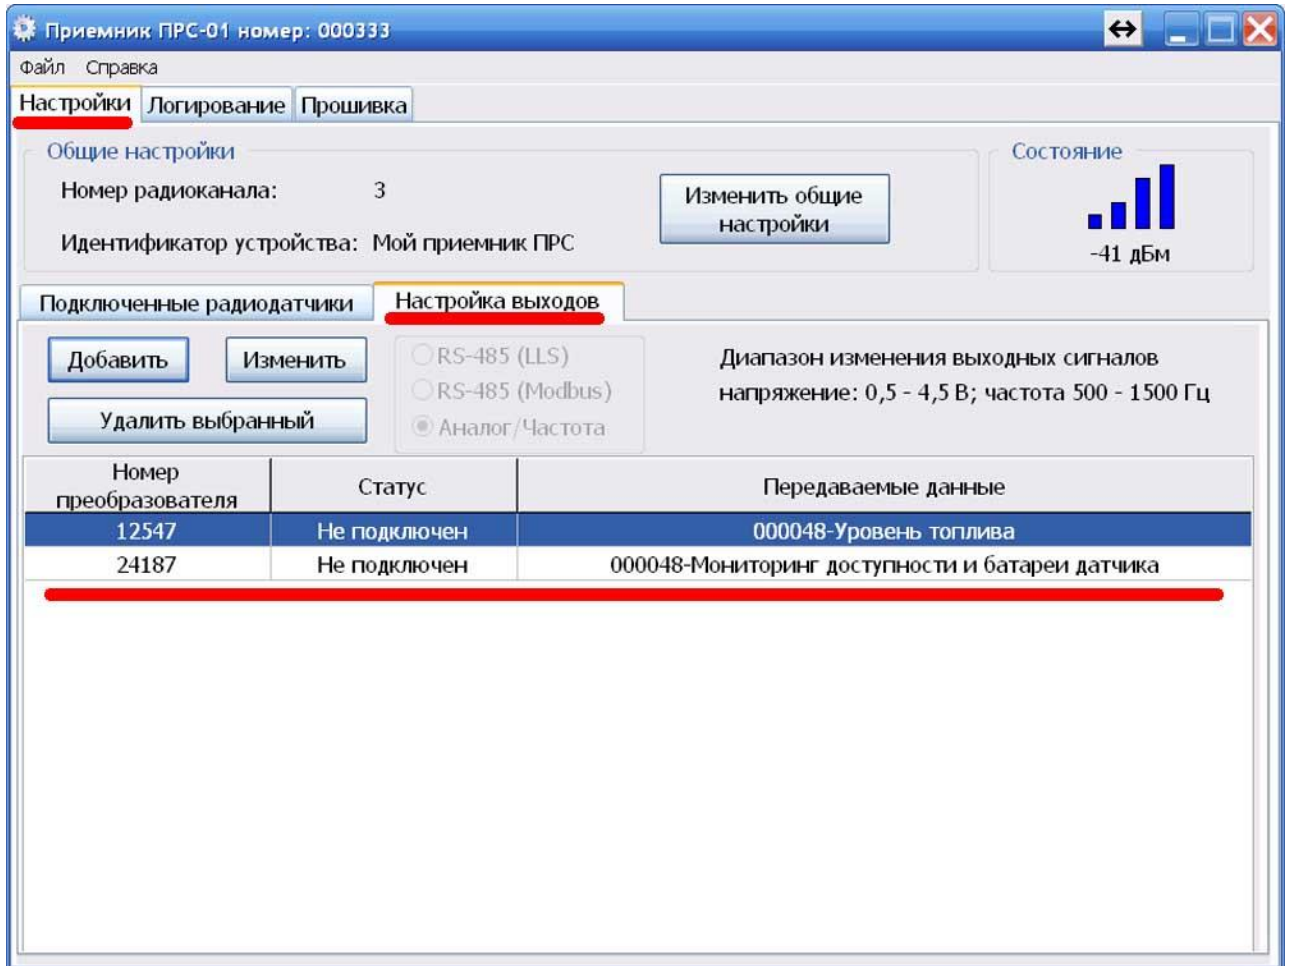 Приемник ПРС-01 номер: 000333
Файл Справка
Настройки Логирование Прошивка
Общие настройки
Состояние
Номер радиоканала: 3
Изменить общие
настройки
Идентификатор устройства: Мой приемник ПРС
-41 дБм
Подключенные радиодатчики Настройка выходов
Добавить Изменить
Удалить выбранный
RS-485 (LLS)
RS-485 (Modbus)
Аналог/Частота
Диапазон изменения выходных сигналов
напряжение: 0,5 - 4,5 В; частота 500 - 1500 Гц
Номер
преобразователя
Статус
Передаваемые данные
12547 Не подключен 000048-Уровень топлива
24187 Не подключен 000048-Мониторинг доступности и батареи датчика